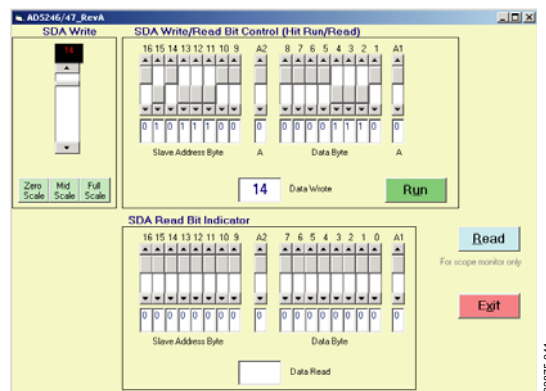 AD5246/47_RevA
SDA Write
SDA Write/Read Bit Control (Hit Run/Read)
14
16 15 14 13 12 11 10 9 A2 8 7 6 5 4 3 2 1 A1
0 1 0 1 1 1 0 0 0 0 0 0 1 1 1 0
Slave Address Byte A Data Byte A
Zero Scale
Mid Scale
Full Scale
14 Data Wrote
Run
SDA Read Bit Indicator
16 15 14 13 12 11 10 9 A2 7 6 5 4 3 2 1 0 A1
0 0 0 0 0 0 0 0 0 0 0 0 0 0 0 0
Slave Address Byte Data Byte
Data Read
Read
For scope monitor only
Exit